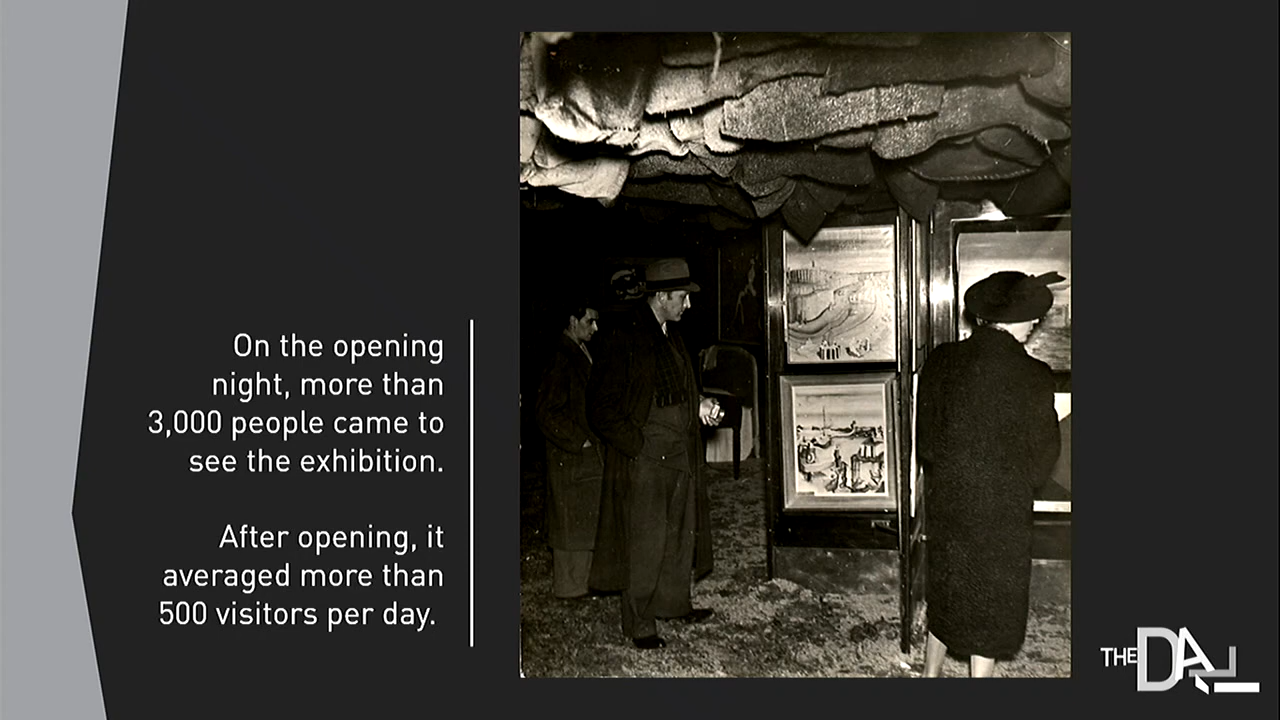 On the opening
night, more than
3,000 people came to
see the exhibition.
After opening, it
averaged more than
500 visitors per day.
THE DALÍ